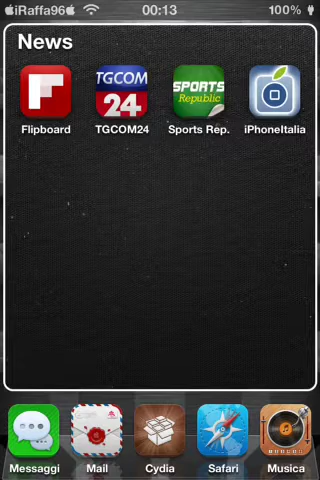 iRaffa96 00:13 100%
News
TGCOM 24
SPORTS Republic
Flipboard TGCOM24 Sports Rep. iPhoneItalia
Messaggi Mail Cydia Safari Musica